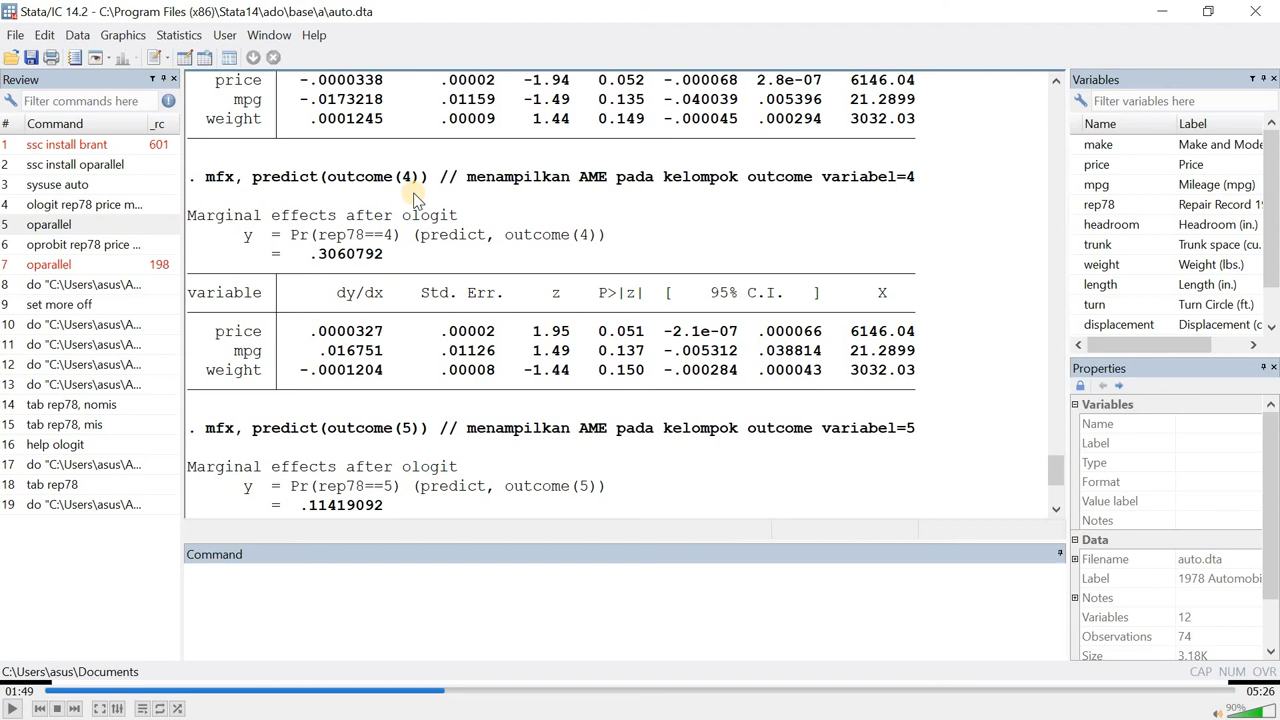 Stata/IC 14.2 - C:\Program Files (x86)\Stata14\ado\base\a\auto.dta
File Edit Data Graphics Statistics User Window Help
Review
Filter commands here
# Command _rc
1 ssc install brant 601
2 ssc install oparallel
3 sysuse auto
4 ologit rep78 price m...
5 oparallel
6 oprobit rep78 price ...
7 oparallel 198
8 do "C:\Users\asus\A...
9 set more off
10 do "C:\Users\asus\A...
11 do "C:\Users\asus\A...
12 do "C:\Users\asus\A...
13 do "C:\Users\asus\A...
14 tab rep78, nomis
15 tab rep78, mis
16 help ologit
17 do "C:\Users\asus\A...
18 tab rep78
19 do "C:\Users\asus\A...
price -.0000338 .00002 -1.94 0.052 -.000068 2.8e-07 6146.04
mpg -.0173219 .01159 -1.49 0.135 -.040039 .005396 21.2899
weight .0001245 .00009 1.44 0.149 -.000045 .000294 3032.03
. mfx, predict(outcome(4)) // menampilkan AME pada kelompok outcome variabel=4
Marginal effects after ologit
y = Pr(rep78==4) (predict, outcome(4))
= .3060792
variable dy/dx Std. Err. z P>|z| [ 95% C.I. ] X
price .0000327 .00002 1.95 0.051 -2.1e-07 .000066 6146.04
mpg .016751 .01126 1.49 0.137 -.005312 .038814 21.2899
weight -.0001204 .00008 -1.44 0.150 -.000284 .000043 3032.03
. mfx, predict(outcome(5)) // menampilkan AME pada kelompok outcome variabel=5
Marginal effects after ologit
y = Pr(rep78==5) (predict, outcome(5))
= .11419092
Command
Variables
Filter variables here
Name Label
make Make and Mode
price Price
mpg Mileage (mpg)
rep78 Repair Record 19
headroom Headroom (in.)
trunk Trunk space (cu.
weight Weight (lbs.)
length Length (in.)
turn Turn Circle (ft.)
displacement Displacement (c
Properties
Variables
Name
Label
Type
Format
Value label
Notes
Data
Filename auto.dta
Label 1978 Automobi
Notes
Variables 12
Observations 74
Size 3.18K
C:\Users\asus\Documents
CAP NUM OVR
01:49
05:26
90%